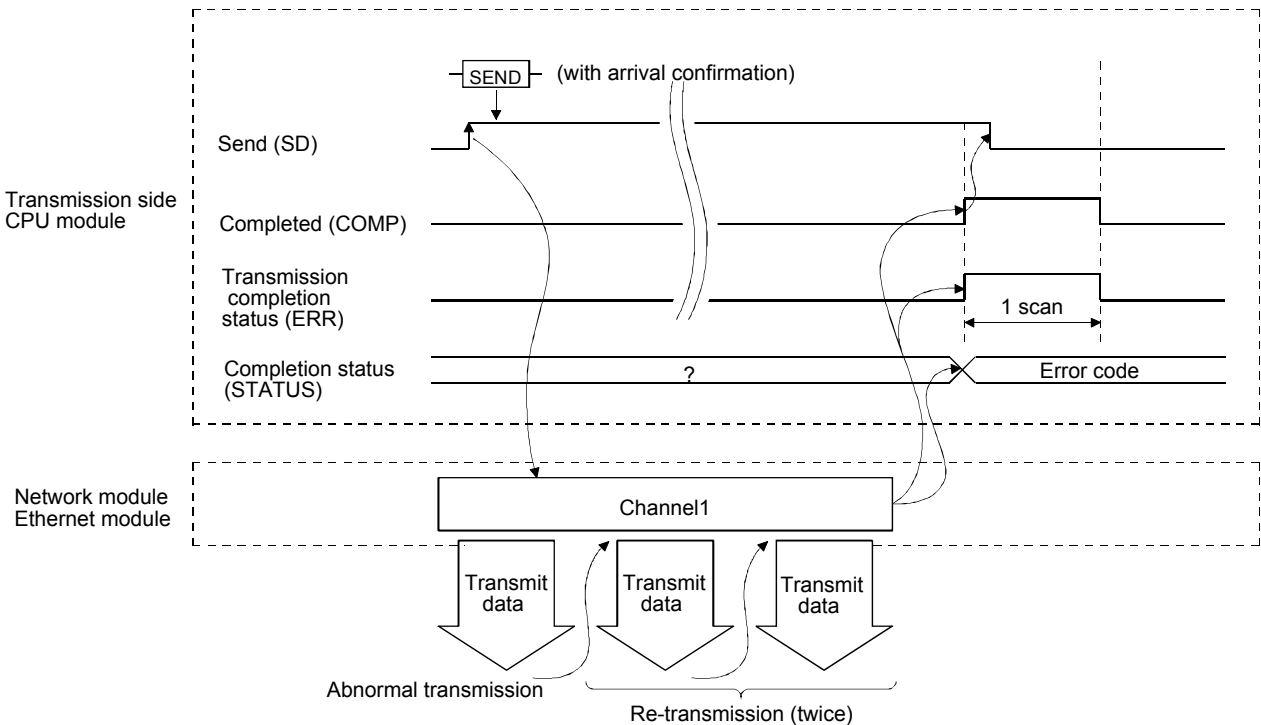 SEND (with arrival confirmation)
Send (SD)
Transmission side
CPU module
Completed (COMP)
Transmission
completion
status (ERR)
1 scan
Completion status
(STATUS)
?
Error code
Network module
Ethernet module
Channel1
Transmit
data
Transmit
data
Transmit
data
Abnormal transmission
Re-transmission (twice)